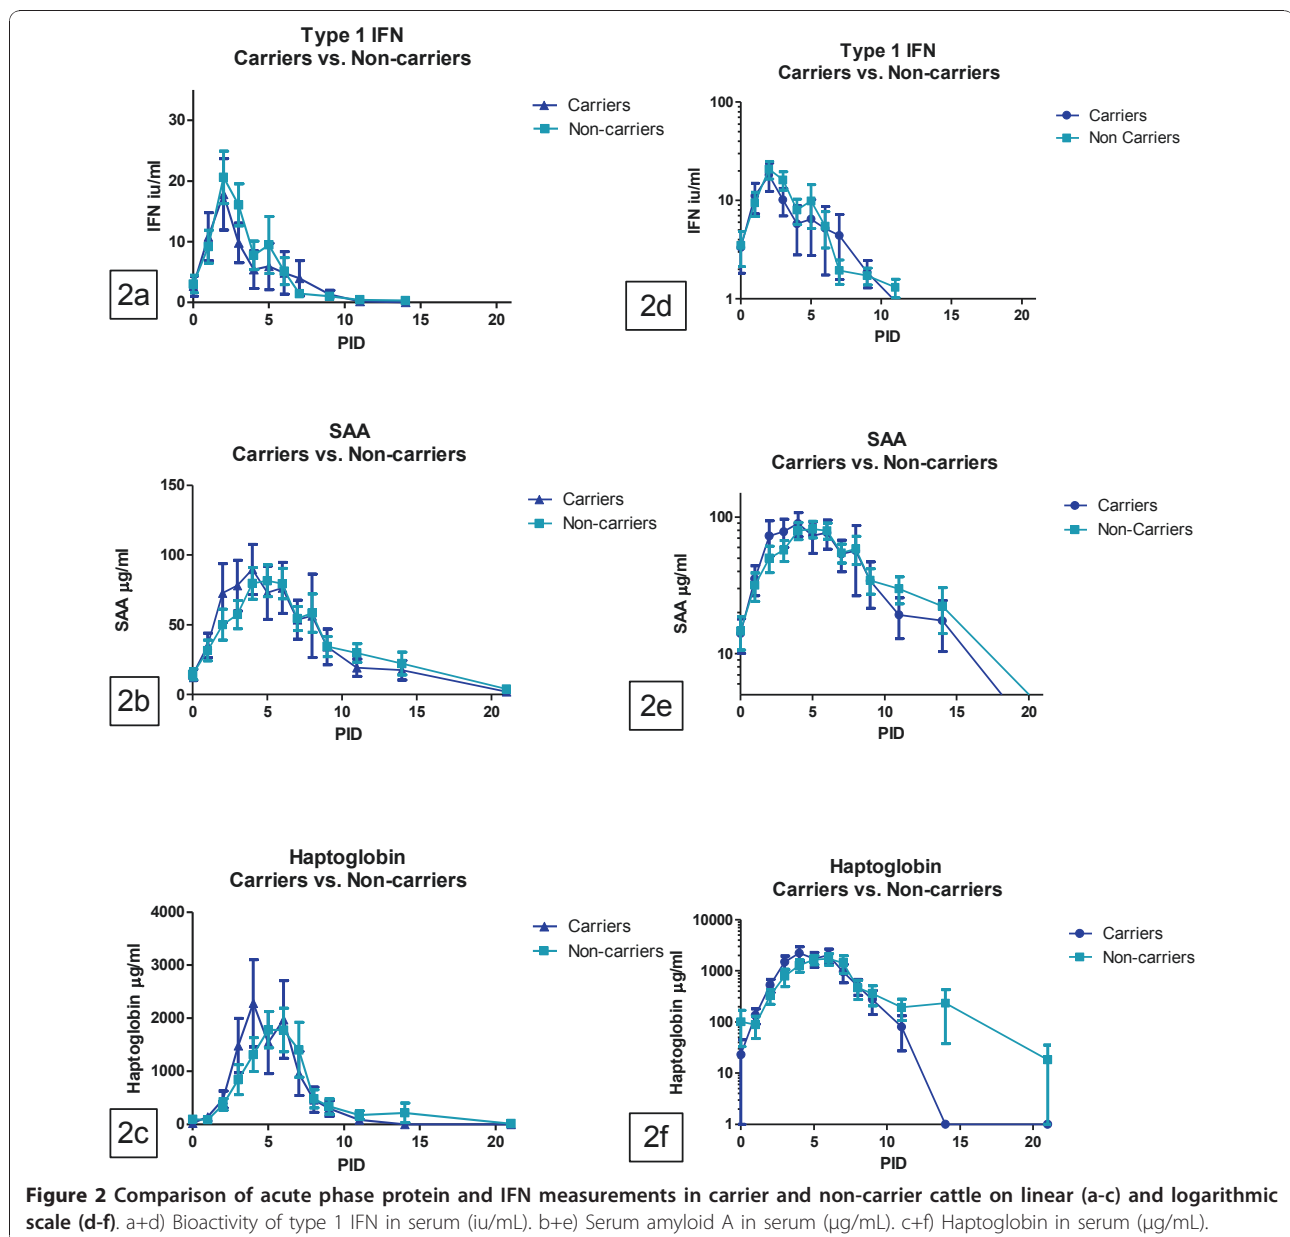 Type 1 IFN
Carriers vs. Non-carriers
Carriers
Non-carriers
IFN iu/ml
30
20
10
0
0 5 10 15 20
PID
2a
Type 1 IFN
Carriers vs. Non-carriers
Carriers
Non Carriers
IFN iu/ml
100
10
1
0 5 10 15 20
PID
2d
SAA
Carriers vs. Non-carriers
Carriers
Non-carriers
SAA µg/ml
150
100
50
0
0 5 10 15 20
PID
2b
SAA
Carriers vs. Non-carriers
Carriers
Non-Carriers
SAA µg/ml
100
10
0 5 10 15 20
PID
2e
Haptoglobin
Carriers vs. Non-carriers
Carriers
Non-carriers
Haptoglobin µg/ml
4000
3000
2000
1000
0
0 5 10 15 20
PID
2c
Haptoglobin
Carriers vs. Non-carriers
Carriers
Non-carriers
Haptoglobin µg/ml
10000
1000
100
10
1
0 5 10 15 20
PID
2f
Figure 2 Comparison of acute phase protein and IFN measurements in carrier and non-carrier cattle on linear (a-c) and logarithmic
scale (d-f). a+d) Bioactivity of type 1 IFN in serum (iu/mL). b+e) Serum amyloid A in serum (µg/mL). c+f) Haptoglobin in serum (µg/mL).